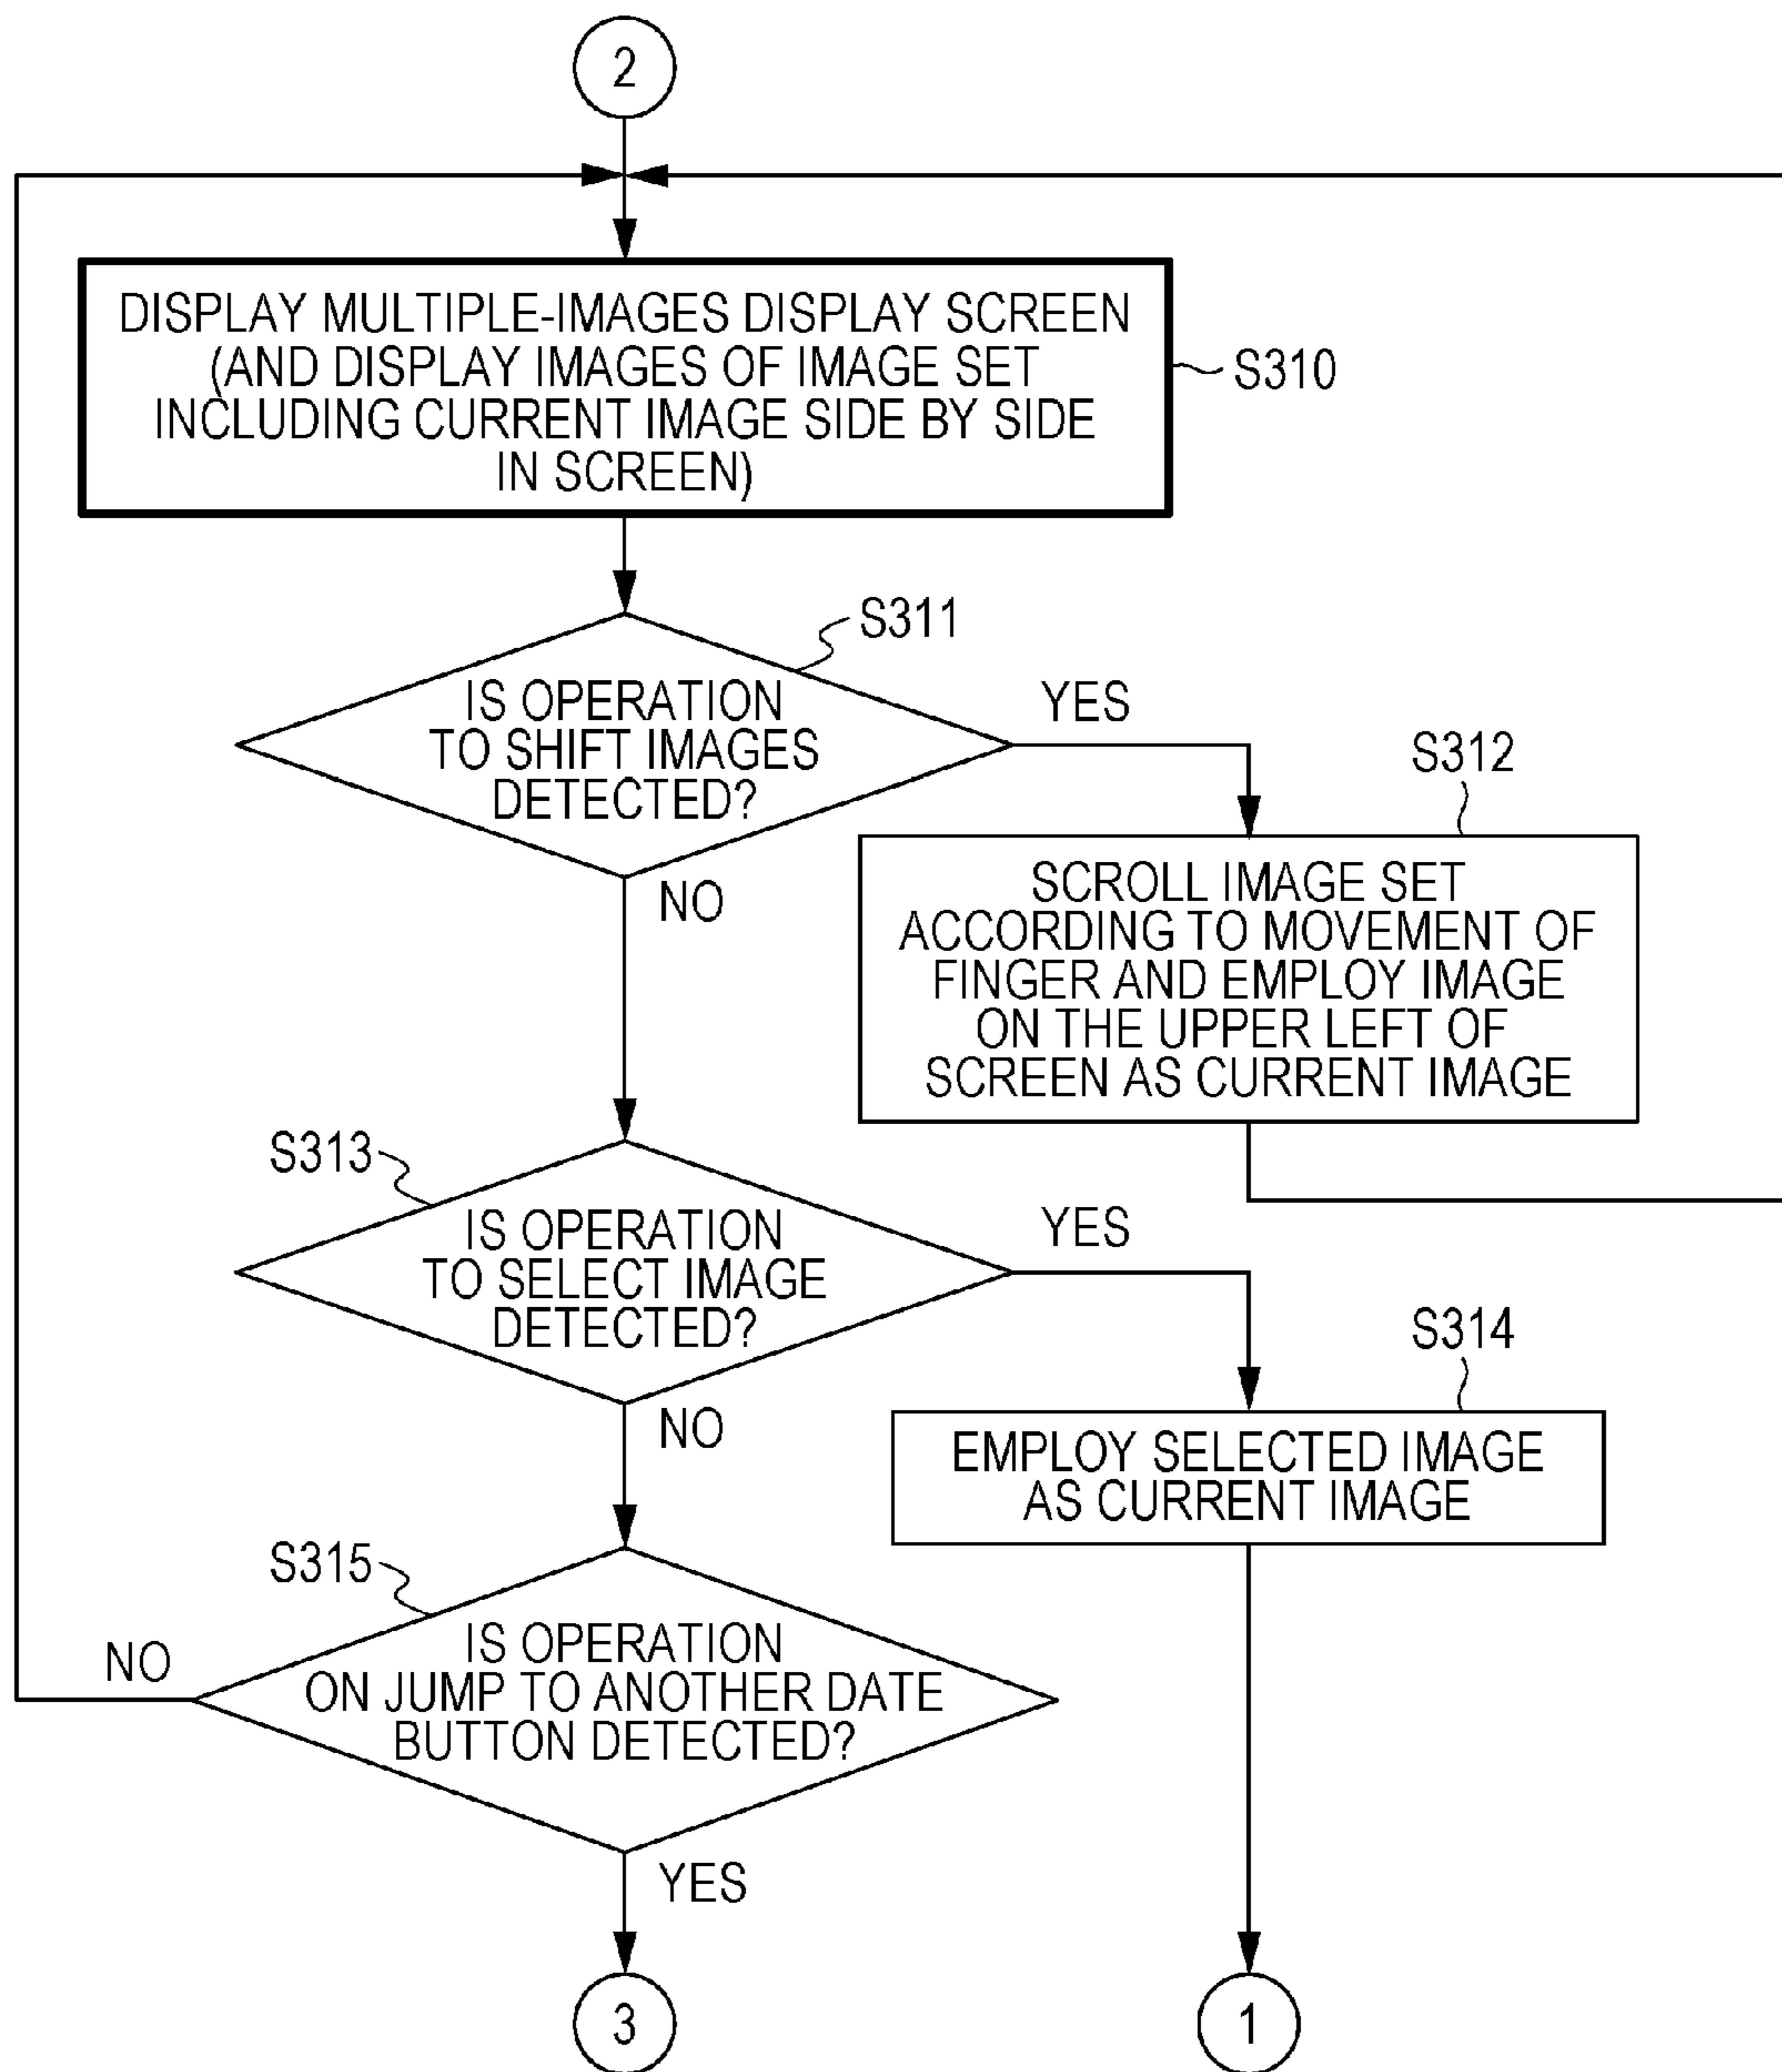 2
DISPLAY MULTIPLE-IMAGES DISPLAY SCREEN
(AND DISPLAY IMAGES OF IMAGE SET
INCLUDING CURRENT IMAGE SIDE BY SIDE
IN SCREEN)
S310
S311
IS OPERATION
TO SHIFT IMAGES
DETECTED?
YES
NO
S312
SCROLL IMAGE SET
ACCORDING TO MOVEMENT OF
FINGER AND EMPLOY IMAGE
ON THE UPPER LEFT OF
SCREEN AS CURRENT IMAGE
S313
IS OPERATION
TO SELECT IMAGE
DETECTED?
YES
NO
S314
EMPLOY SELECTED IMAGE
AS CURRENT IMAGE
S315
IS OPERATION
ON JUMP TO ANOTHER DATE
BUTTON DETECTED?
NO
YES
3
1